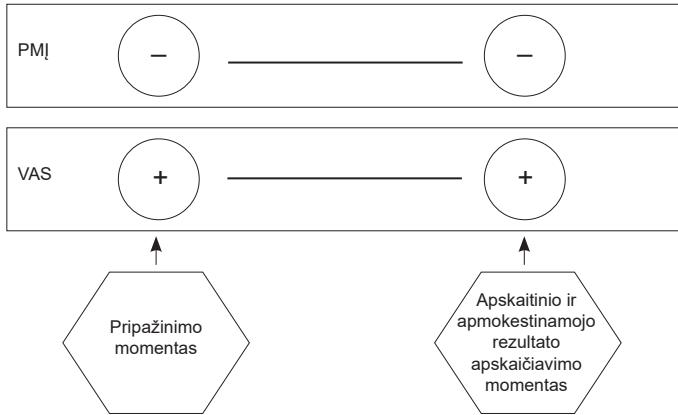 PMĮ
–
–
VAS
+
+
Pripažinimo
momentas
Apskaitinio ir
apmokestinamojo
rezultato
apskaičiavimo
momentas